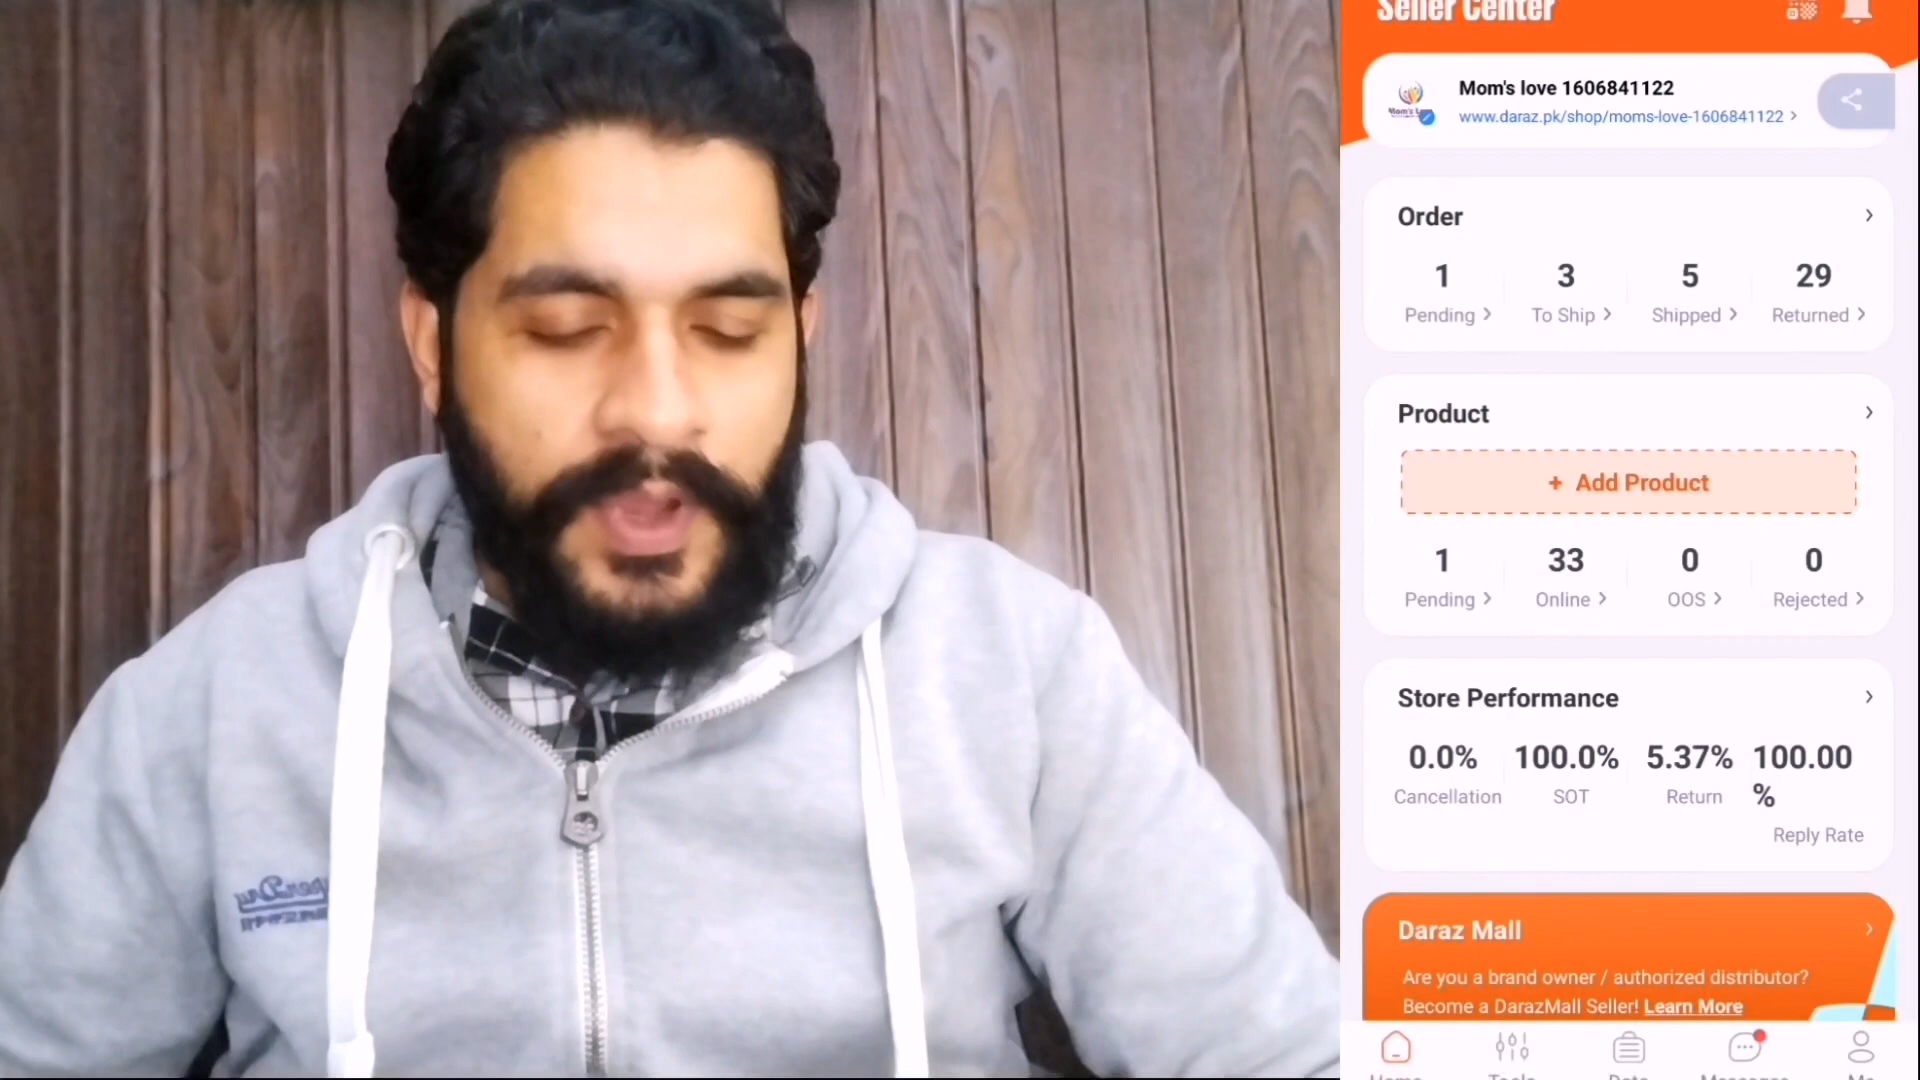 Seller Center
Mom's love 1606841122
www.daraz.pk/shop/moms-love-1606841122
Order
1 3 5 29
Pending To Ship Shipped Returned
Product
+ Add Product
1 33 0 0
Pending Online OOS Rejected
Store Performance
0.0% 100.0% 5.37% 100.00
%
Cancellation SOT Return
Reply Rate
Daraz Mall
Are you a brand owner / authorized distributor?
Become a DarazMall Seller! Learn More